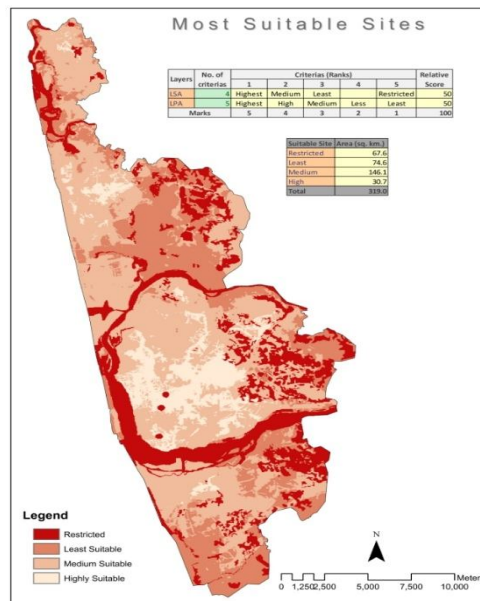 Most Suitable Sites
Layers No. of criterias Criterias (Ranks) Relative Score
1 2 3 4 5
LSA 4 Highest Medium Least Restricted 50
LPA 5 Highest High Medium Less Least 50
Marks 5 4 3 2 1 100
Suitable Site Area (sq. km.)
Restricted 67.6
Least 74.6
Medium 146.1
High 30.7
Total 319.0
Legend
Restricted
Least Suitable
Medium Suitable
Highly Suitable
N
Meter
0 1,250 2,500 5,000 7,500 10,000